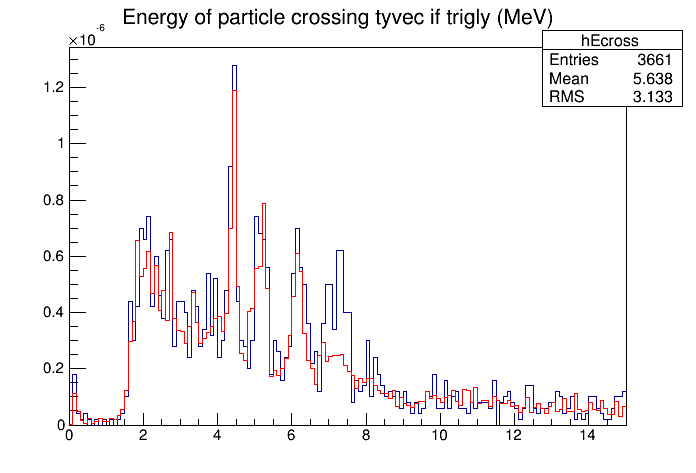 Energy of particle crossing tyvec if trigly (MeV)
×10^-6
hEcross
Entries 3661
Mean 5.638
RMS 3.133
1.2
1
0.8
0.6
0.4
0.2
0
0 2 4 6 8 10 12 14